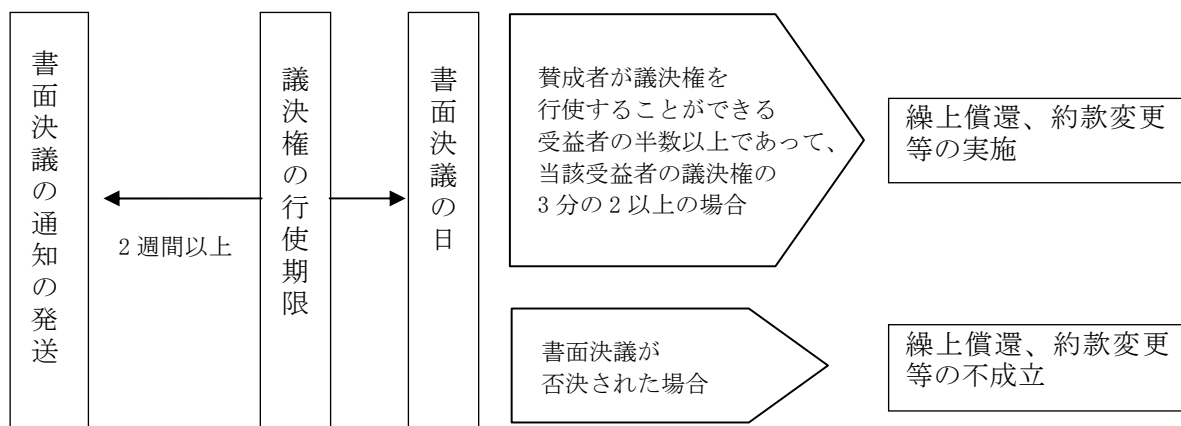 書面決議の通知の発送
2週間以上
議決権の行使期限
書面決議の日
賛成者が議決権を
行使することができる
受益者の半数以上であって、
当該受益者の議決権の
3分の2以上の場合
繰上償還、約款変更
等の実施
書面決議が
否決された場合
繰上償還、約款変更
等の不成立